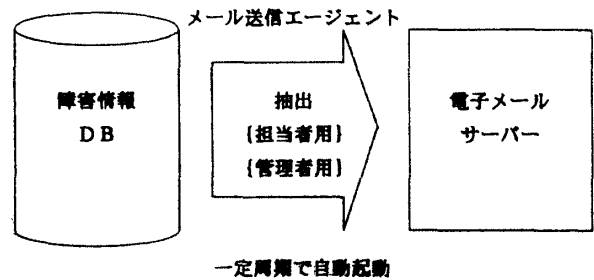 メール送信エージェント
障害情報
ＤＢ
抽出
{担当者用}
{管理者用}
電子メール
サーバー
一定周期で自動起動